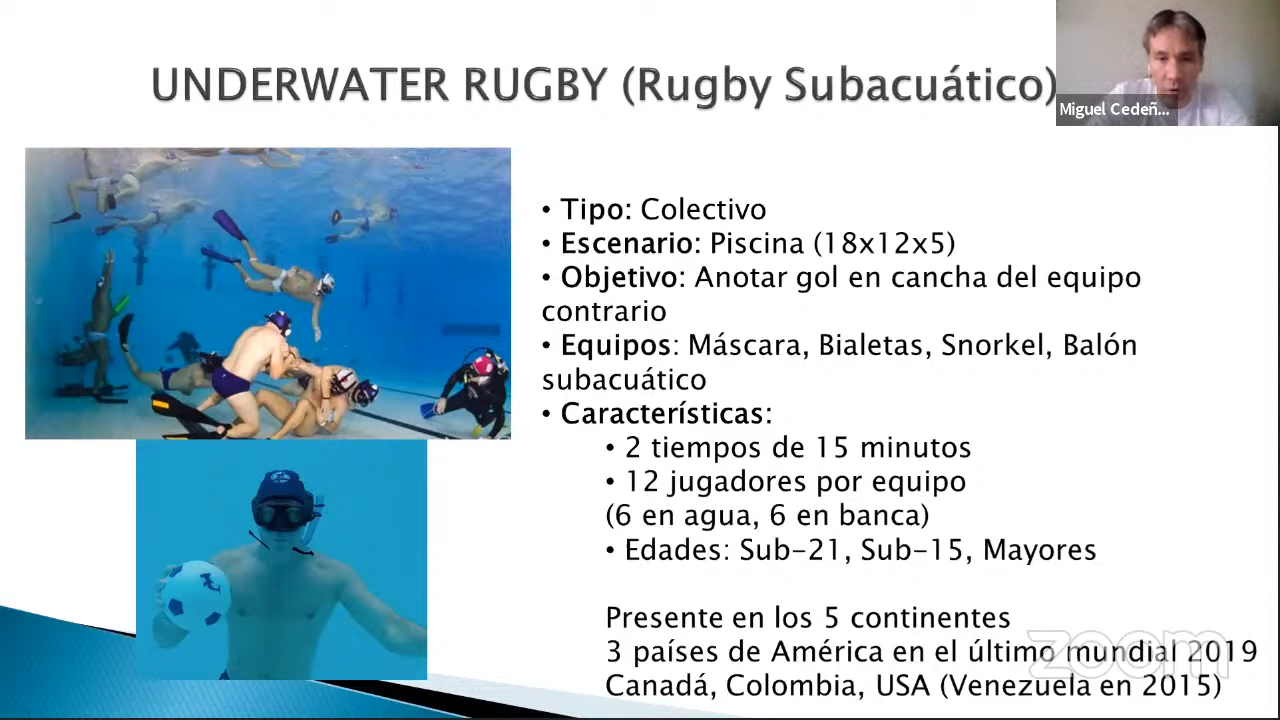 UNDERWATER RUGBY (Rugby Subacuático)
Miguel Cedeñ...
• Tipo: Colectivo
• Escenario: Piscina (18x12x5)
• Objetivo: Anotar gol en cancha del equipo
contrario
• Equipos: Máscara, Bialetas, Snorkel, Balón
subacuático
• Características:
• 2 tiempos de 15 minutos
• 12 jugadores por equipo
(6 en agua, 6 en banca)
• Edades: Sub-21, Sub-15, Mayores
Presente en los 5 continentes
3 países de América en el último mundial 2019
Canadá, Colombia, USA (Venezuela en 2015)
zoom